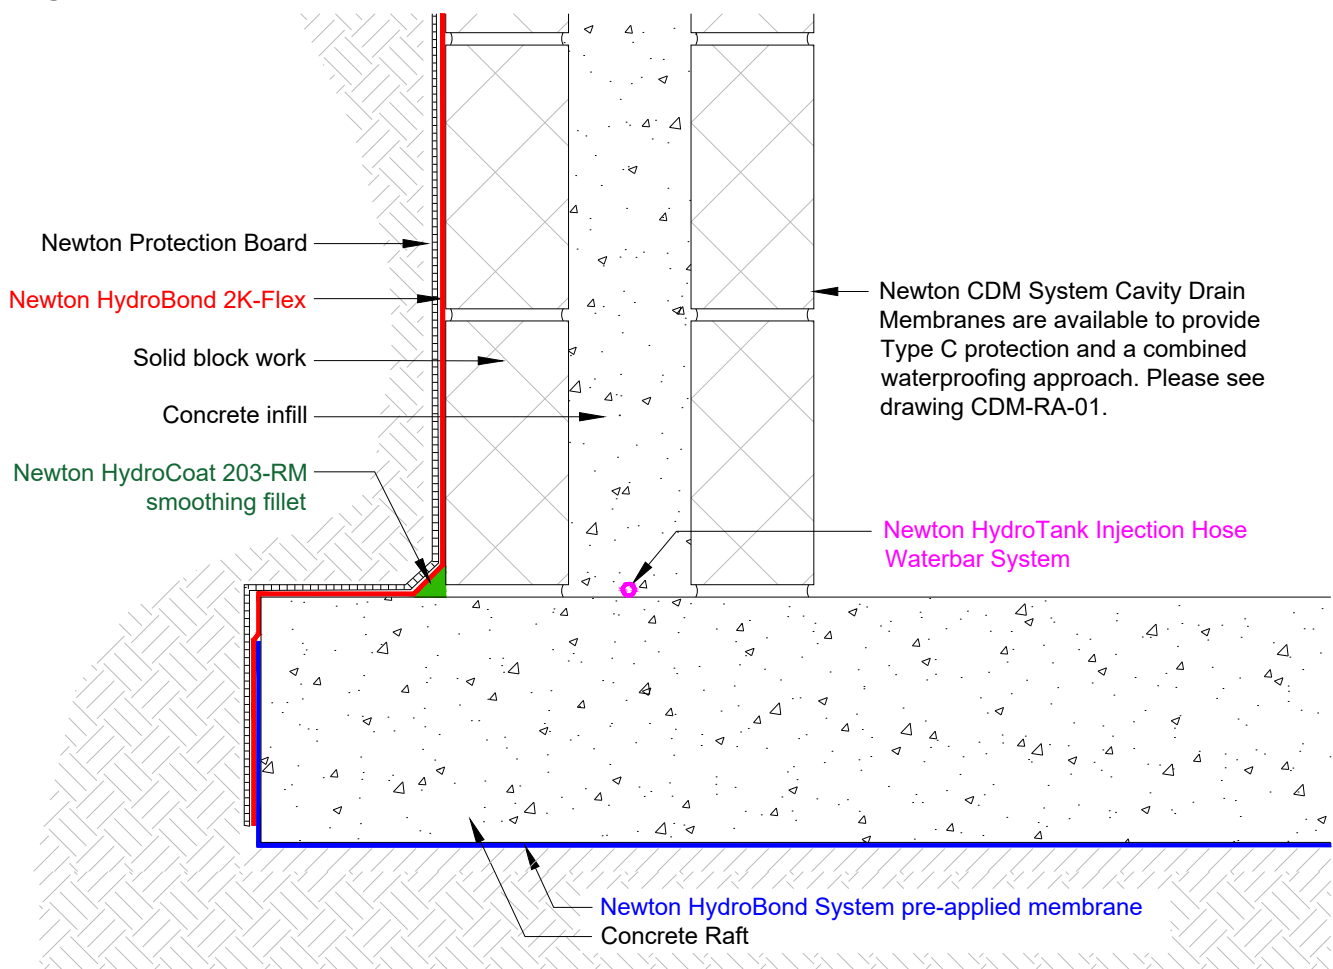 Newton Protection Board
Newton HydroBond 2K-Flex
Solid block work
Concrete infill
Newton HydroCoat 203-RM
smoothing fillet
Newton CDM System Cavity Drain
Membranes are available to provide
Type C protection and a combined
waterproofing approach. Please see
drawing CDM-RA-01.
Newton HydroTank Injection Hose
Waterbar System
Newton HydroBond System pre-applied membrane
Concrete Raft